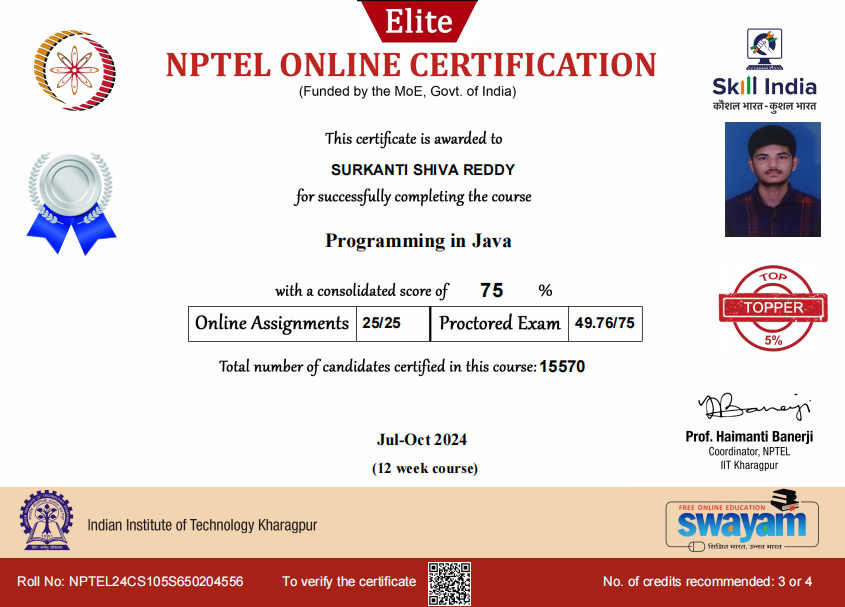 Elite
NPTEL ONLINE CERTIFICATION
(Funded by the MoE, Govt. of India)
Skill India
कौशल भारत - कुशल भारत
This certificate is awarded to
SURKANTI SHIVA REDDY
for successfully completing the course
Programming in Java
with a consolidated score of 75 %
Online Assignments 25/25 Proctored Exam 49.76/75
TOP
TOPPER
5%
Total number of candidates certified in this course: 15570
Prof. Haimanti Banerji
Coordinator, NPTEL
IIT Kharagpur
Jul-Oct 2024
(12 week course)
Indian Institute of Technology Kharagpur
FREE ONLINE EDUCATION
swayam
शिक्षित भारत, उन्नत भारत
Roll No: NPTEL24CS105S650204556 To verify the certificate No. of credits recommended: 3 or 4